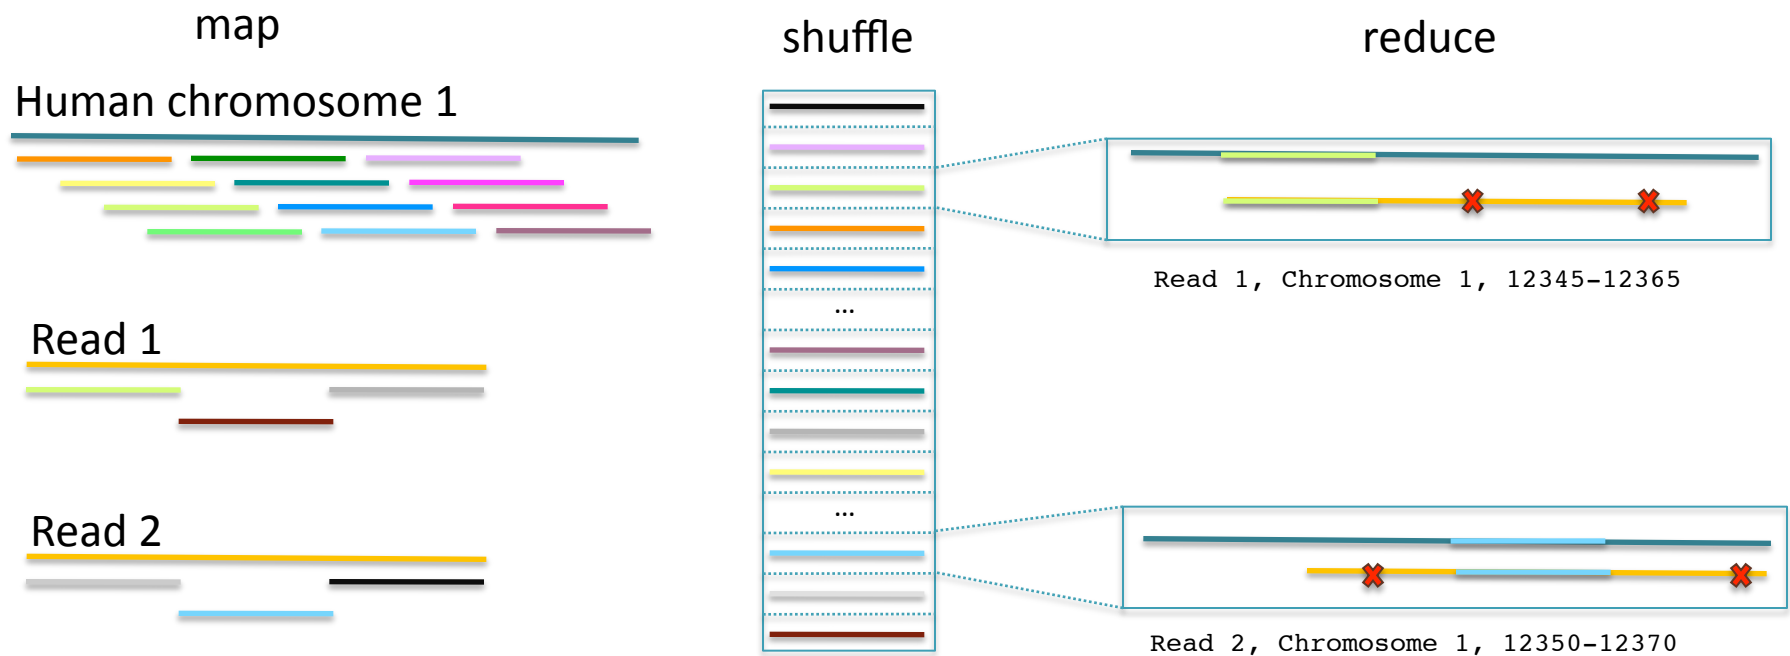 map
shuffle
reduce
Human chromosome 1
Read 1
Read 2
...
...
Read 1, Chromosome 1, 12345-12365
Read 2, Chromosome 1, 12350-12370